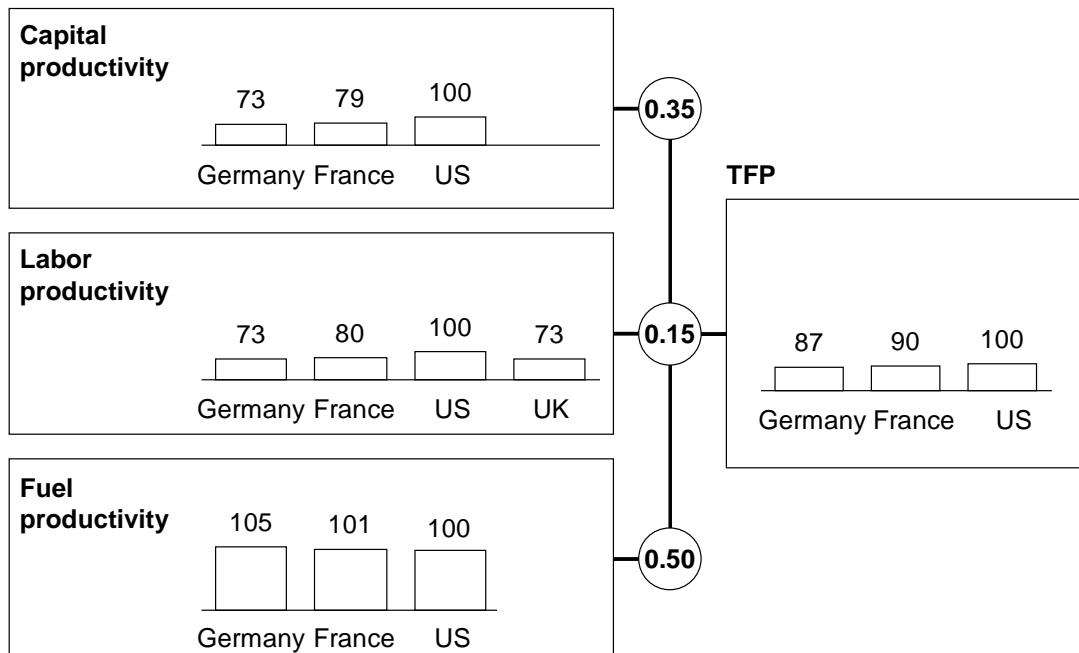 Capital
productivity
73 79 100
Germany France US
0.35
Labor
productivity
73 80 100 73
Germany France US UK
0.15
Fuel
productivity
105 101 100
Germany France US
0.50
TFP
87 90 100
Germany France US